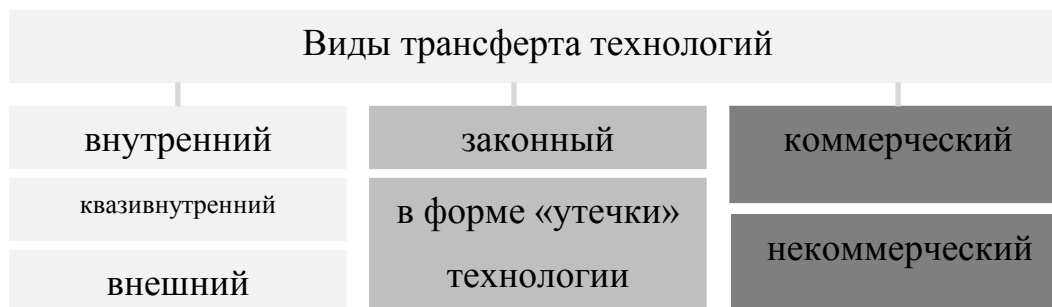 Виды трансферта технологий
внутренний
квазивнутренний
внешний
законный
в форме «утечки»
технологии
коммерческий
некоммерческий